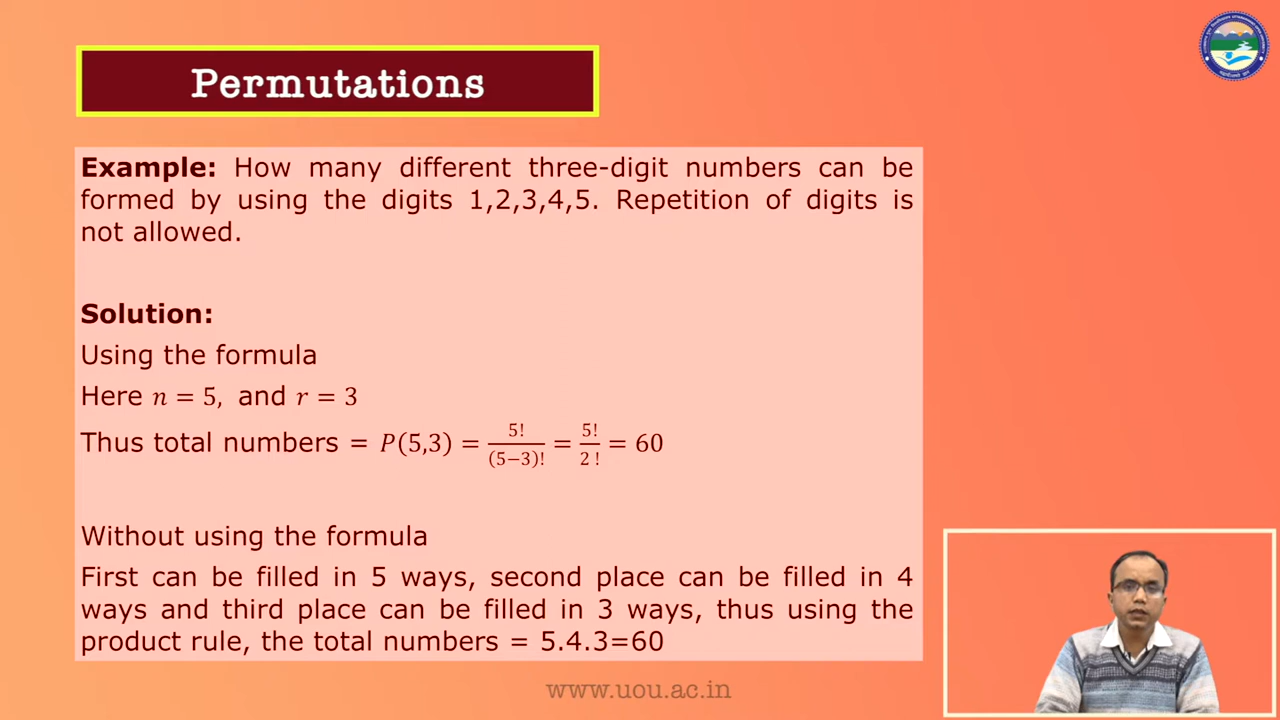 Permutations
Example: How many different three-digit numbers can be
formed by using the digits 1,2,3,4,5. Repetition of digits is
not allowed.
Solution:
Using the formula
Here n = 5, and r = 3
Thus total numbers = P(5,3) = 5!/(5−3)! = 5!/2 ! = 60
Without using the formula
First can be filled in 5 ways, second place can be filled in 4
ways and third place can be filled in 3 ways, thus using the
product rule, the total numbers = 5.4.3=60
www.uou.ac.in